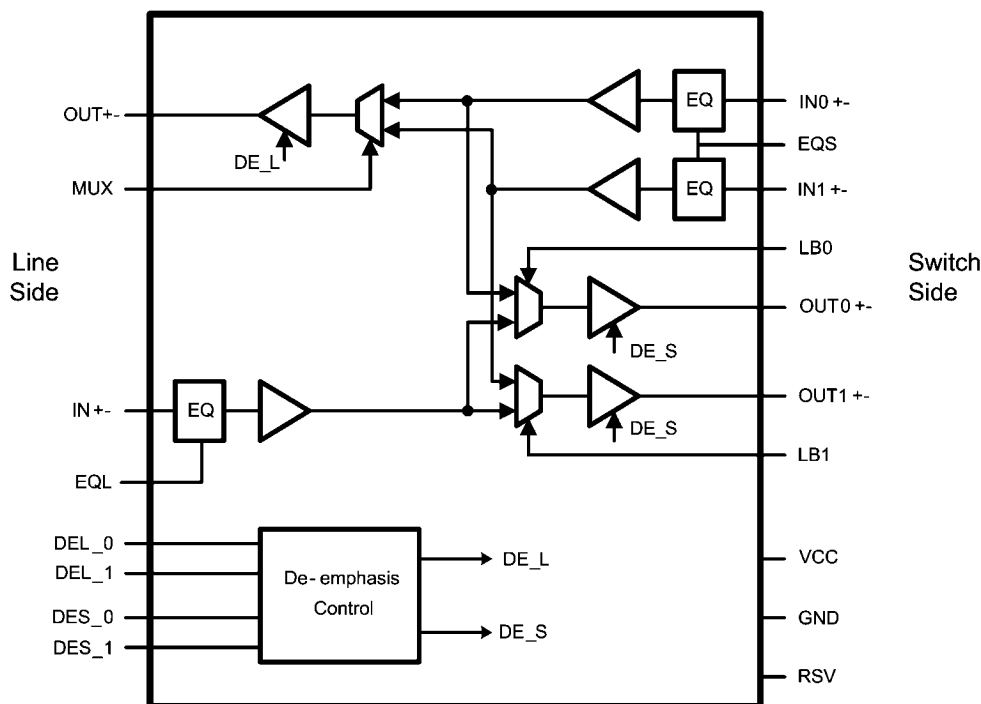 OUT+-
DE_L
MUX
EQ
IN0 +-
EQS
EQ
IN1 +-
Line
Side
LB0
Switch
Side
OUT0 +-
DE_S
IN +-
EQ
OUT1 +-
DE_S
EQL
LB1
DEL_0
DEL_1
DES_0
DES_1
De-emphasis
Control
DE_L
DE_S
VCC
GND
RSV